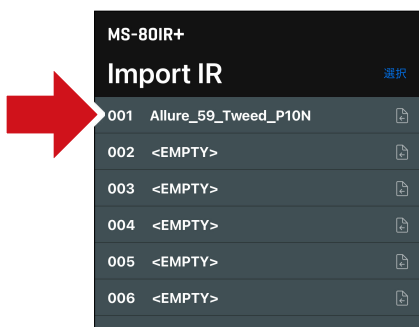 MS-80IR+
Import IR
選択
001 Allure_59_Tweed_P10N
002 <EMPTY>
003 <EMPTY>
004 <EMPTY>
005 <EMPTY>
006 <EMPTY>